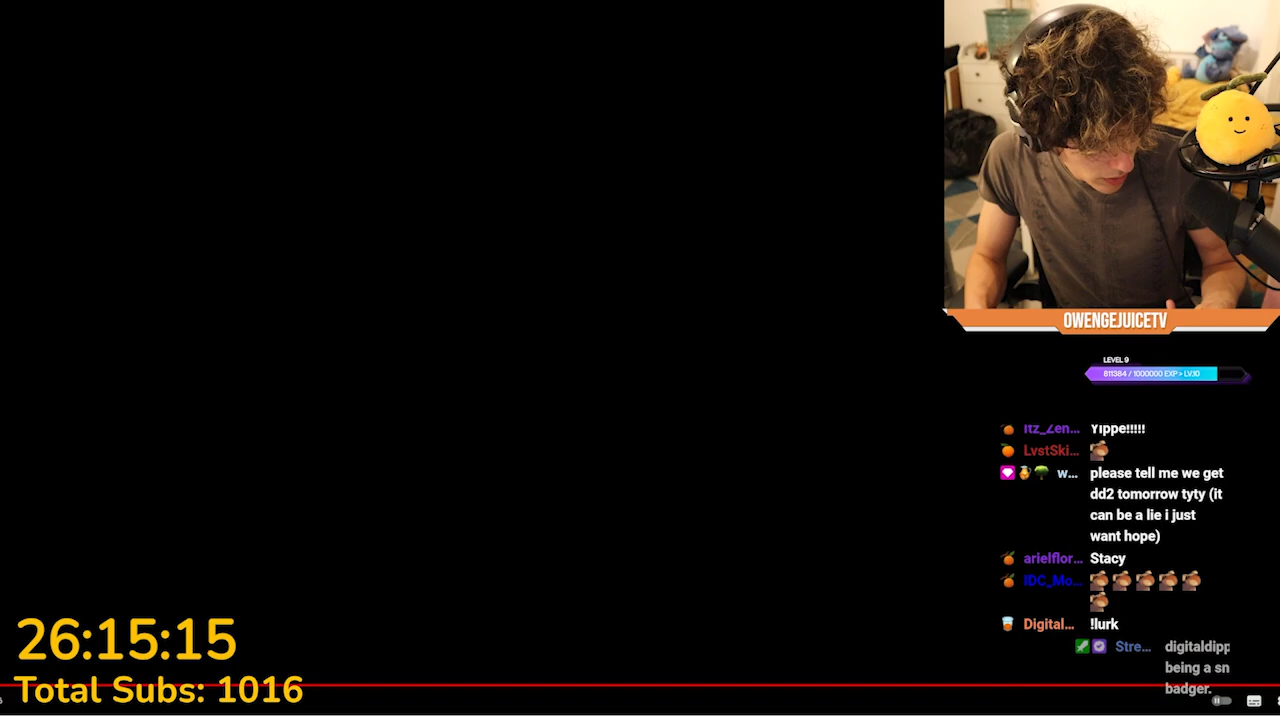 OWENGEJUICETV
LEVEL 9
811384 / 1000000 EXP > LV.10
Itz_Zen... Yippe!!!!!
LvstSki...
w... please tell me we get
dd2 tomorrow tyty (it
can be a lie i just
want hope)
arielflor... Stacy
IDC_Mo...
Digital... !lurk
Stre... digitaldipp
being a sn
badger.
26:15:15
Total Subs: 1016